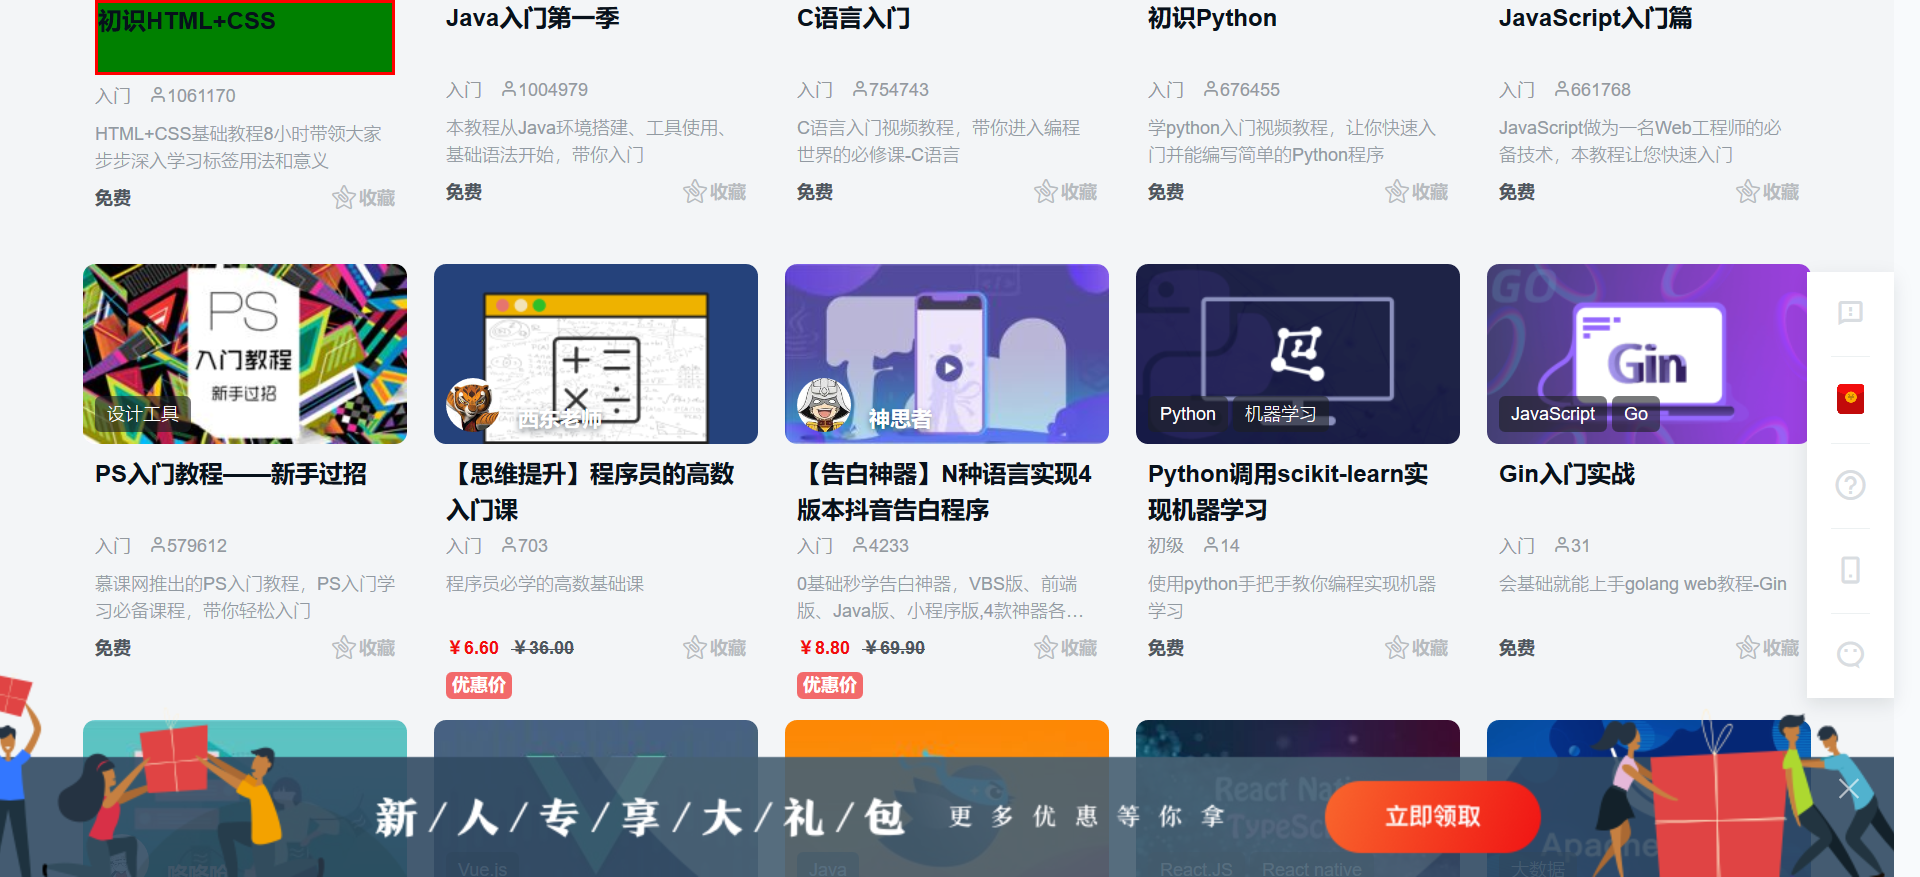 初识HTML+CSS
Java入门第一季
C语言入门
初识Python
JavaScript入门篇
入门 1061170
入门 1004979
入门 754743
入门 676455
入门 661768
HTML+CSS基础教程8小时带领大家
步步深入学习标签用法和意义
本教程从Java环境搭建、工具使用、
基础语法开始，带你入门
C语言入门视频教程，带你进入编程
世界的必修课-C语言
学python入门视频教程，让你快速入
门并能编写简单的Python程序
JavaScript做为一名Web工程师的必
备技术，本教程让您快速入门
免费 收藏
免费 收藏
免费 收藏
免费 收藏
免费 收藏
PS
入门教程
新手过招
设计工具
西东老师
神思者
Python 机器学习
GO
Gin
JavaScript Go
PS入门教程——新手过招
【思维提升】程序员的高数
入门课
【告白神器】N种语言实现4
版本抖音告白程序
Python调用scikit-learn实
现机器学习
Gin入门实战
入门 579612
入门 703
入门 4233
初级 14
入门 31
慕课网推出的PS入门教程，PS入门学
习必备课程，带你轻松入门
程序员必学的高数基础课
0基础秒学告白神器，VBS版、前端
版、Java版、小程序版,4款神器各…
使用python手把手教你编程实现机器
学习
会基础就能上手golang web教程-Gin
免费 收藏
￥6.60 ￥36.00 收藏
优惠价
￥8.80 ￥69.90 收藏
优惠价
免费 收藏
免费 收藏
React Nati
TypeSc
Apache
新/人/专/享/大/礼/包
更多优惠等你拿
立即领取
Vue.js
Java
React.JS React native
大数据